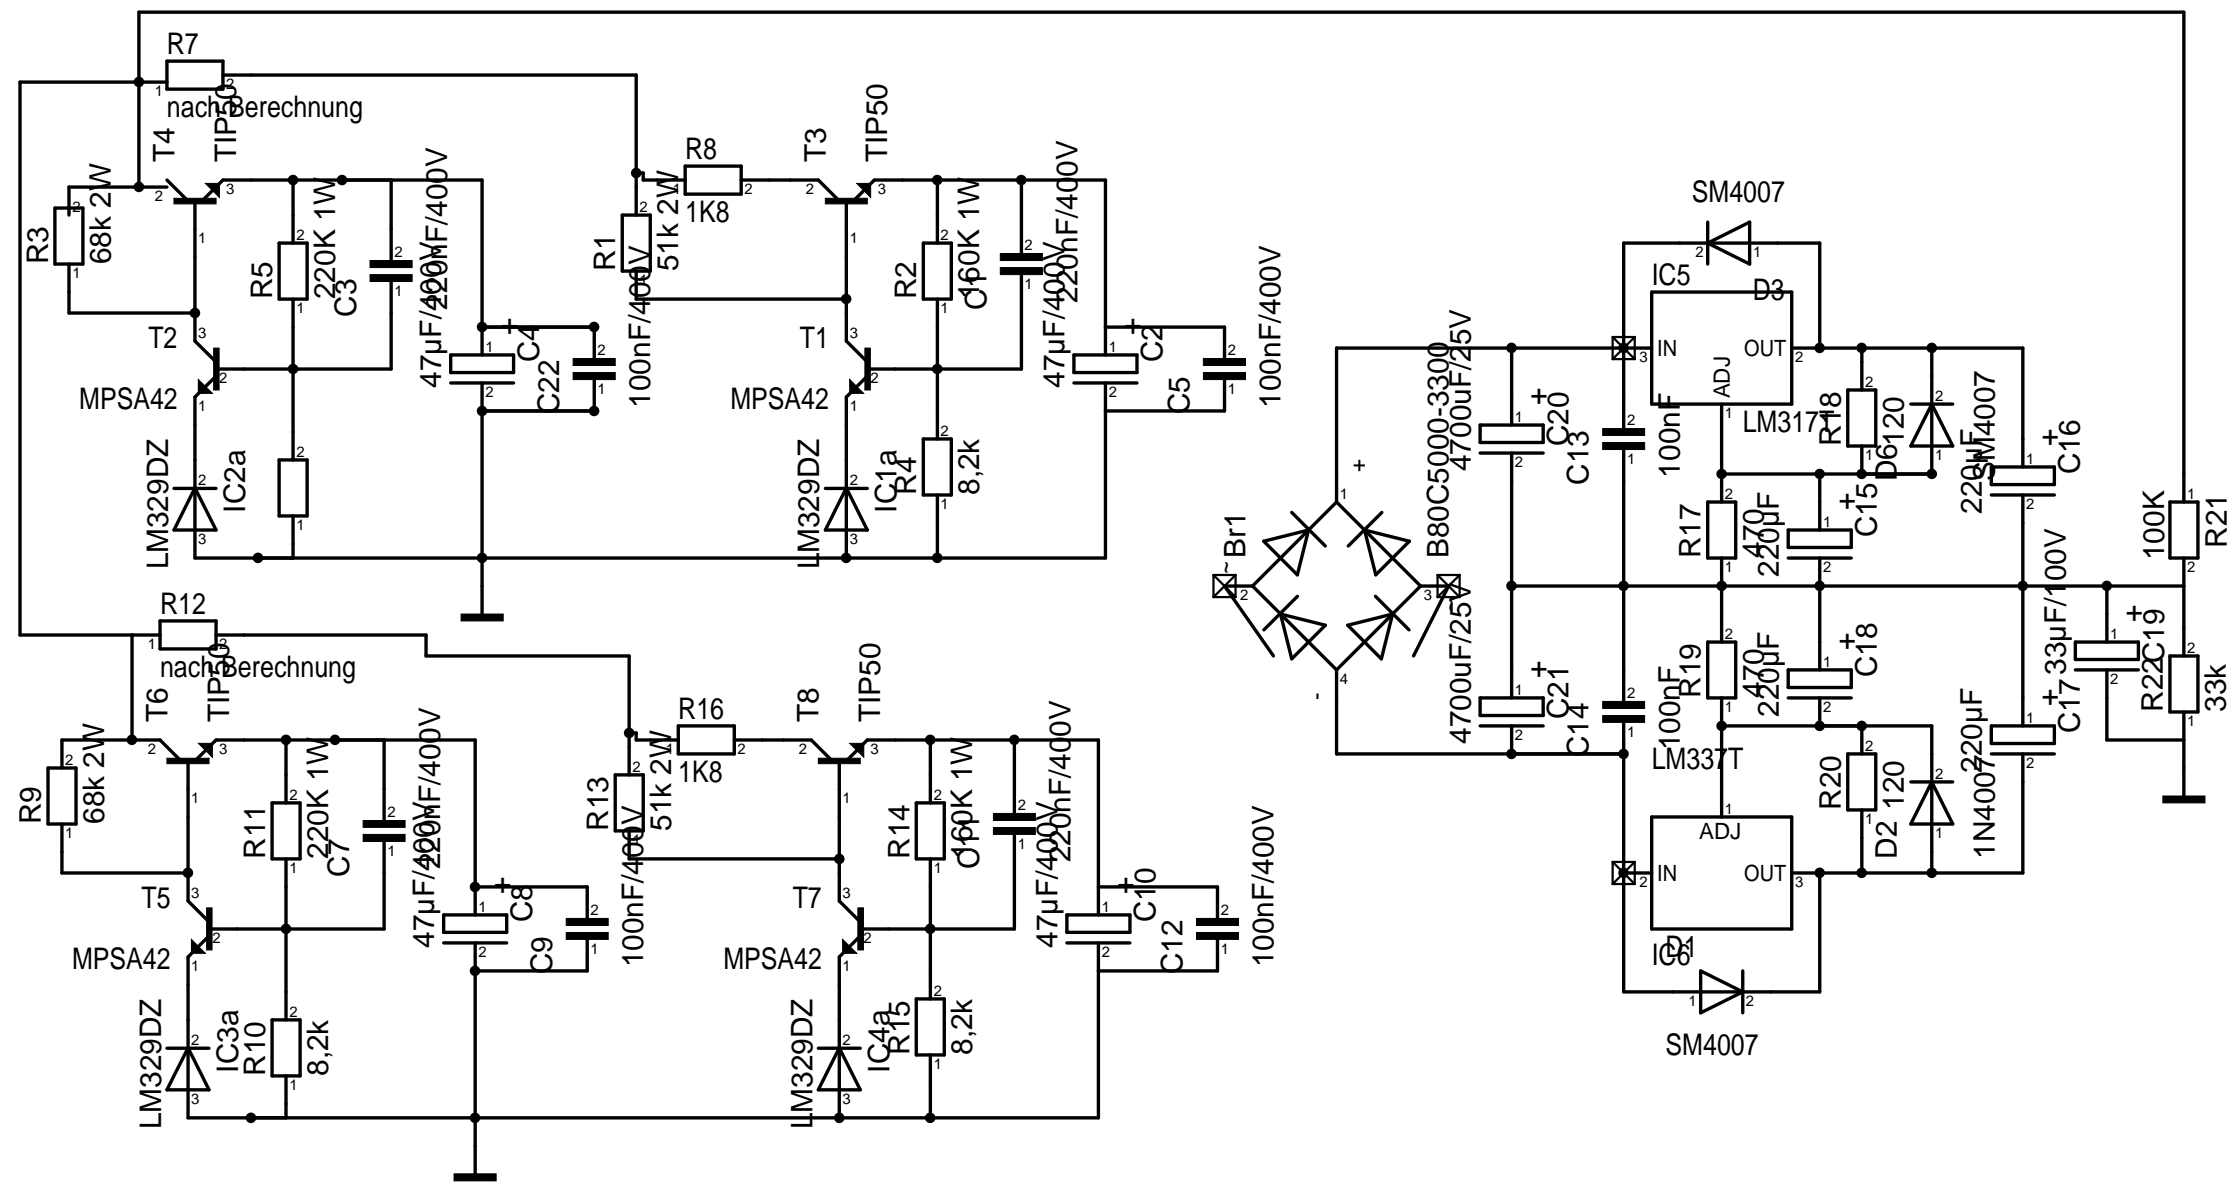 R7
nach Berechnung
T4
TIP50
R3
68k 2W
R5
220K 1W
C3
220nF/400V
47µF/400V
C4
C22
100nF/400V
T2
MPSA42
LM329DZ
IC2a
R8
1K8
R1
51k 2W
T3
TIP50
R2
160K 1W
220nF/400V
47µF/400V
C2
C5
100nF/400V
T1
MPSA42
LM329DZ
IC1a
R4
8,2k
R12
nach Berechnung
T6
TIP50
R9
68k 2W
R11
220K 1W
C7
220nF/400V
47µF/400V
C8
C9
100nF/400V
T5
MPSA42
LM329DZ
IC3a
R10
8,2k
R16
1K8
R13
51k 2W
T8
TIP50
R14
160K 1W
220nF/400V
47µF/400V
C10
C12
100nF/400V
T7
MPSA42
LM329DZ
IC4a
R15
8,2k
Br1
B80C5000-3300
4700uF/25V
C20
C13
100nF
4700uF/25V
C21
C14
100nF
SM4007
D3
IC5
IN
OUT
ADJ
LM317T
R18
120
D6
SM4007
220µF
C16
R17
470
220µF
C15
R19
470
220µF
C18
33µF/100V
C19
100K
R21
R22
33k
LM337T
R20
120
D2
1N4007
220µF
C17
ADJ
IN
OUT
IC6
D1
SM4007